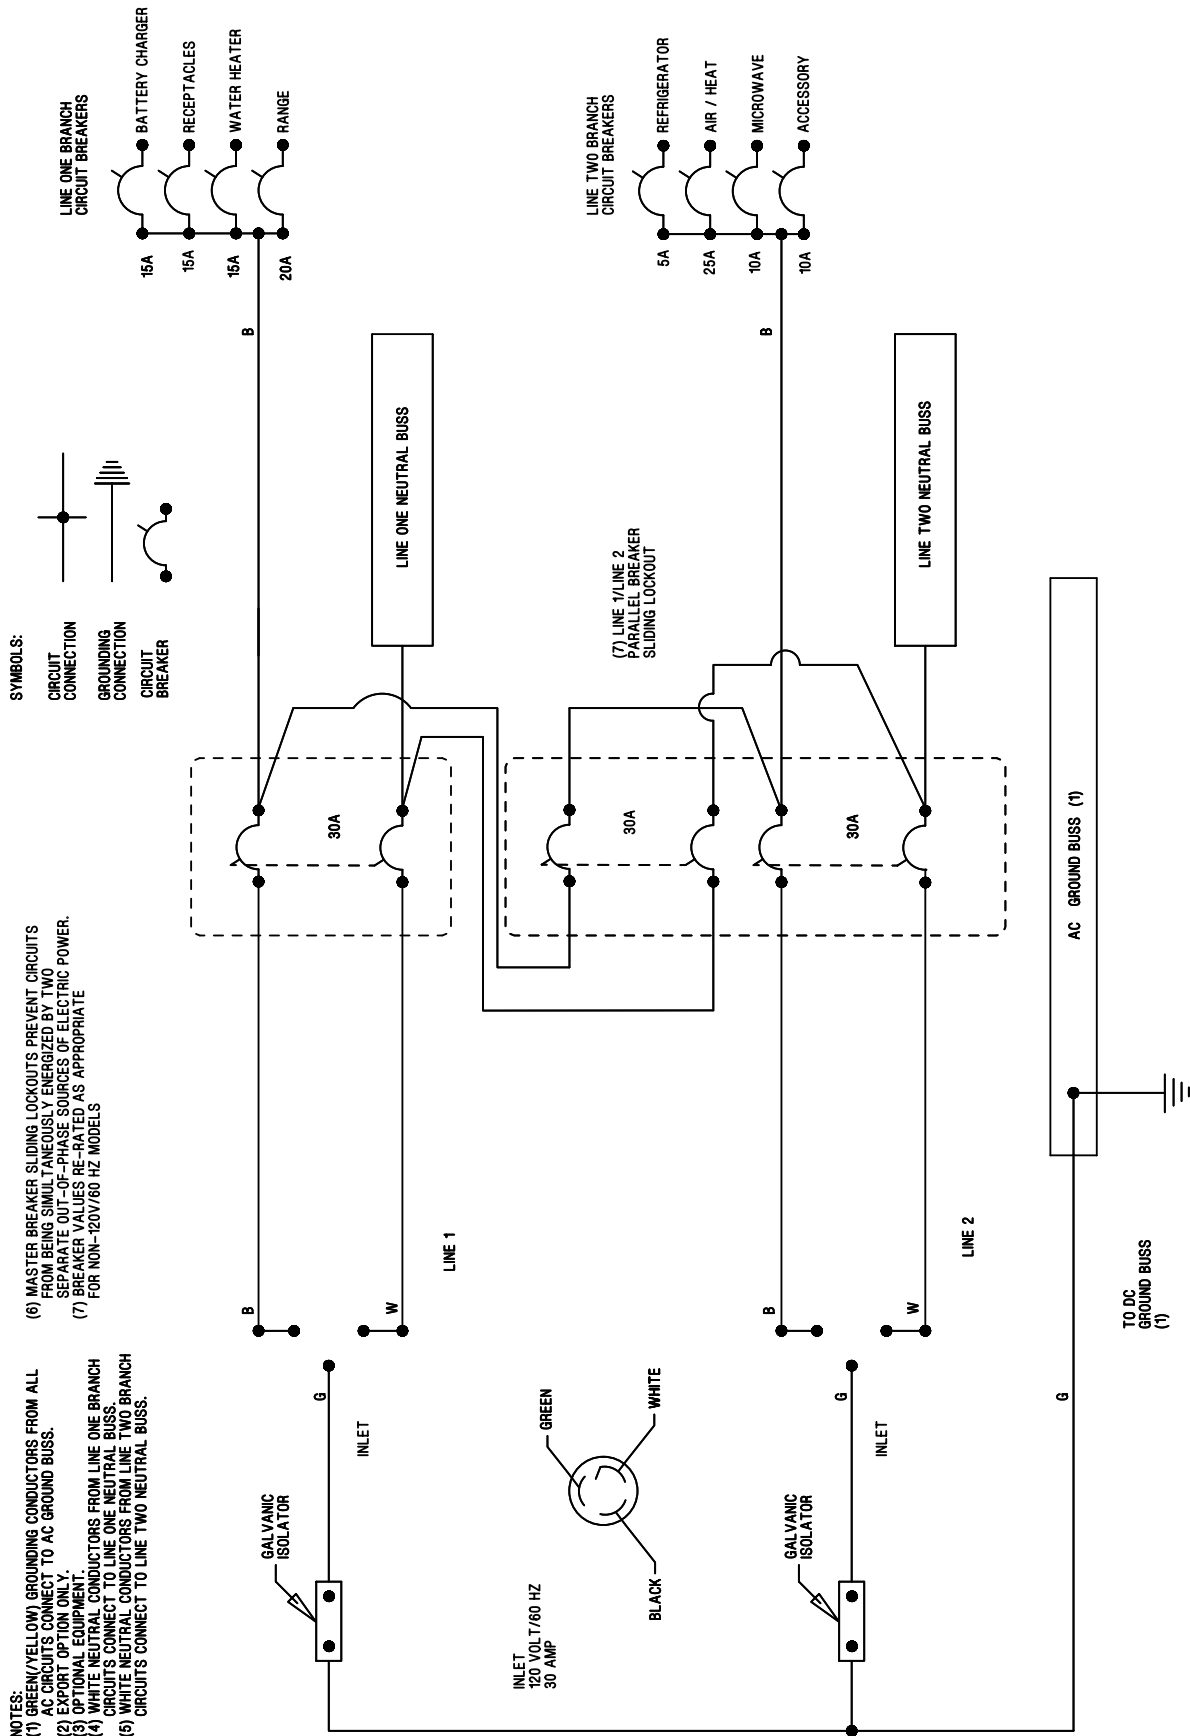 NOTES:
(1) GREEN(/YELLOW) GROUNDING CONDUCTORS FROM ALL
AC CIRCUITS CONNECT TO AC GROUND BUSS.
(2) EXPORT OPTION ONLY.
(3) OPTIONAL EQUIPMENT.
(4) WHITE NEUTRAL CONDUCTORS FROM LINE ONE BRANCH
CIRCUITS CONNECT TO LINE ONE NEUTRAL BUSS.
(5) WHITE NEUTRAL CONDUCTORS FROM LINE TWO BRANCH
CIRCUITS CONNECT TO LINE TWO NEUTRAL BUSS.
(6) MASTER BREAKER SLIDING LOCKOUTS PREVENT CIRCUITS
FROM BEING SIMULTANEOUSLY ENERGIZED BY TWO
SEPARATE OUT-OF-PHASE SOURCES OF ELECTRIC POWER.
(7) BREAKER VALUES RE-RATED AS APPROPRIATE
FOR NON-120V/60 HZ MODELS
SYMBOLS:
CIRCUIT
CONNECTION
GROUNDING
CONNECTION
CIRCUIT
BREAKER
LINE ONE BRANCH
CIRCUIT BREAKERS
15A
BATTERY CHARGER
15A
RECEPTACLES
15A
WATER HEATER
20A
RANGE
GALVANIC
ISOLATOR
G
INLET
B
W
LINE 1
30A
B
LINE ONE NEUTRAL BUSS
INLET
120 VOLT/60 HZ
30 AMP
GREEN
WHITE
BLACK
(7) LINE 1/LINE 2
PARALLEL BREAKER
SLIDING LOCKOUT
30A
LINE TWO BRANCH
CIRCUIT BREAKERS
5A
REFRIGERATOR
25A
AIR / HEAT
10A
MICROWAVE
10A
ACCESSORY
GALVANIC
ISOLATOR
G
INLET
B
W
LINE 2
30A
B
LINE TWO NEUTRAL BUSS
G
AC GROUND BUSS (1)
TO DC
GROUND BUSS
(1)